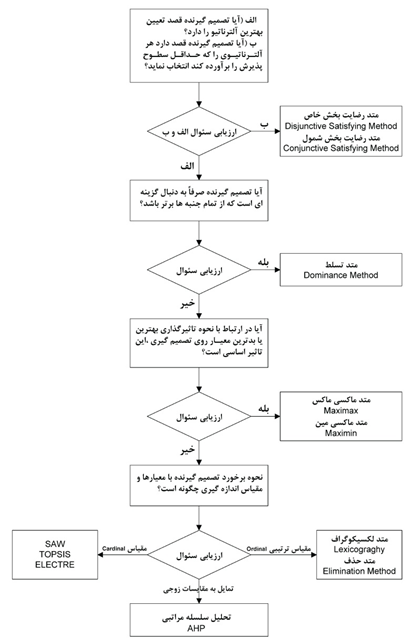 الف (آیا تصمیم گیرنده قصد تعیین
بهترین آلترناتیو را دارد؟
ب ) آیا تصمیم گیرنده قصد دارد هر
آلترناتیوی را که حداقل سطوح
پذیرش را برآورده کند انتخاب نماید؟
ارزیابی سئوال الف و ب
ب
متد رضایت بخش خاص
Disjunctive Satisfying Method
متد رضایت بخش شمول
Conjunctive Satisfying Method
الف
آیا تصمیم گیرنده صرفاً به دنبال گزینه
ای است که از تمام جنبه ها برتر باشد؟
ارزیابی سئوال
بله
متد تسلط
Dominance Method
خیر
آیا در ارتباط با نحوه تاثیرگذاری بهترین
یا بدترین معیار روی تصمیم گیری ،این
تاثیر اساسی است؟
ارزیابی سئوال
بله
متد ماکسی ماکس
Maximax
متد ماکسی مین
Maximin
خیر
نحوه برخورد تصمیم گیرنده با معیارها و
مقیاس اندازه گیری چگونه است؟
ارزیابی سئوال
مقیاس ترتیبی Ordinal
متد لکسیکوگراف
Lexicograghy
متد حذف
Elimination Method
مقیاس Cardinal
SAW
TOPSIS
ELECTRE
تمایل به مقایسات زوجی
تحلیل سلسله مراتبی
AHP